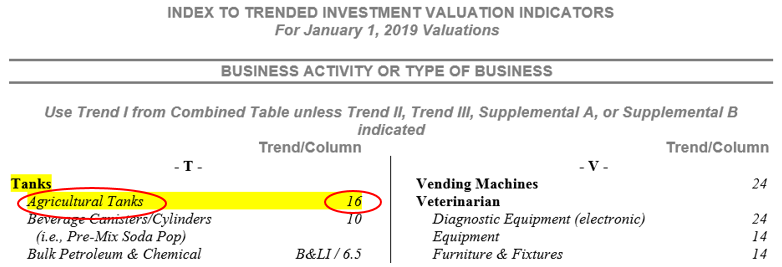 INDEX TO TRENDED INVESTMENT VALUATION INDICATORS
For January 1, 2019 Valuations
BUSINESS ACTIVITY OR TYPE OF BUSINESS
Use Trend I from Combined Table unless Trend II, Trend III, Supplemental A, or Supplemental B
indicated
Trend/Column
- T -
Tanks
Agricultural Tanks 16
Beverage Canisters/Cylinders 10
(i.e., Pre-Mix Soda Pop)
Bulk Petroleum & Chemical B&LI / 6.5
Trend/Column
- V -
Vending Machines 24
Veterinarian
Diagnostic Equipment (electronic) 24
Equipment 14
Furniture & Fixtures 14